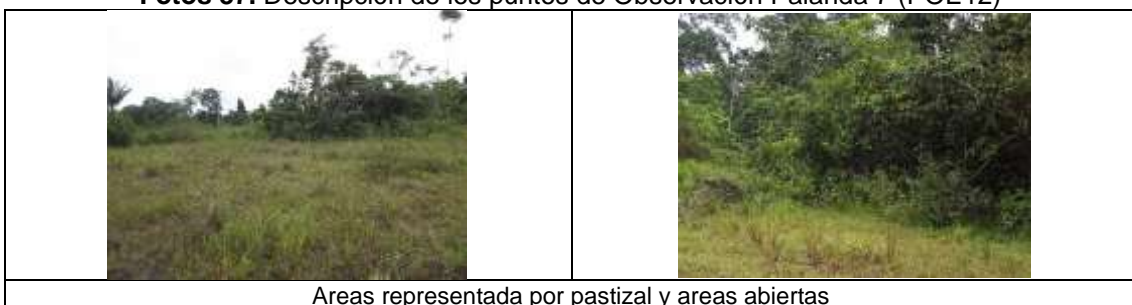 Fotos 37. Descripción de los puntos de Observación Palanda 7 (POE12)
Areas representada por pastizal y areas abiertas